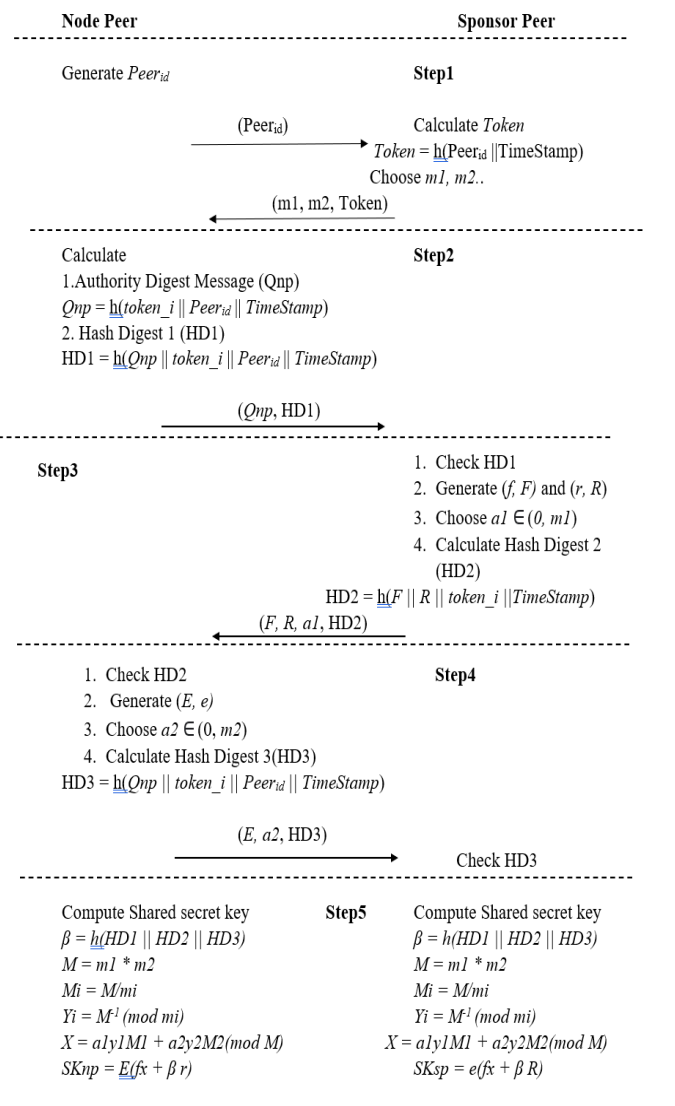 Node Peer Sponsor Peer
Generate Peerid Step1
(Peerid) Calculate Token
Token = h(Peerid ||TimeStamp)
Choose m1, m2..
(m1, m2, Token)
Calculate Step2
1.Authority Digest Message (Qnp)
Qnp = h(token_i || Peerid || TimeStamp)
2. Hash Digest 1 (HD1)
HD1 = h(Qnp || token_i || Peerid || TimeStamp)
(Qnp, HD1)
Step3
1. Check HD1
2. Generate (f, F) and (r, R)
3. Choose a1 ∈ (0, m1)
4. Calculate Hash Digest 2
(HD2)
HD2 = h(F || R || token_i ||TimeStamp)
(F, R, a1, HD2)
1. Check HD2 Step4
2. Generate (E, e)
3. Choose a2 ∈ (0, m2)
4. Calculate Hash Digest 3(HD3)
HD3 = h(Qnp || token_i || Peerid || TimeStamp)
(E, a2, HD3)
Check HD3
Compute Shared secret key Step5 Compute Shared secret key
β = h(HD1 || HD2 || HD3) β = h(HD1 || HD2 || HD3)
M = m1 * m2 M = m1 * m2
Mi = M/mi Mi = M/mi
Yi = M⁻¹ (mod mi) Yi = M⁻¹ (mod mi)
X = a1y1M1 + a2y2M2(mod M) X = a1y1M1 + a2y2M2(mod M)
SKnp = E(fx + β r) SKsp = e(fx + β R)